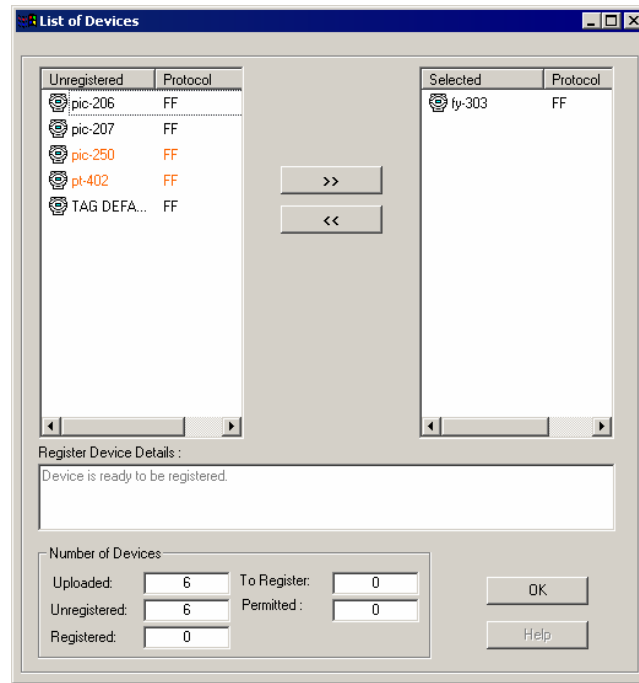 List of Devices
Unregistered Protocol
pic-206 FF
pic-207 FF
pic-250 FF
pt-402 FF
TAG DEFA... FF
>>
<<
Selected Protocol
fy-303 FF
Register Device Details :
Device is ready to be registered.
Number of Devices
Uploaded: 6 To Register: 0
Unregistered: 6 Permitted : 0
Registered: 0
OK
Help